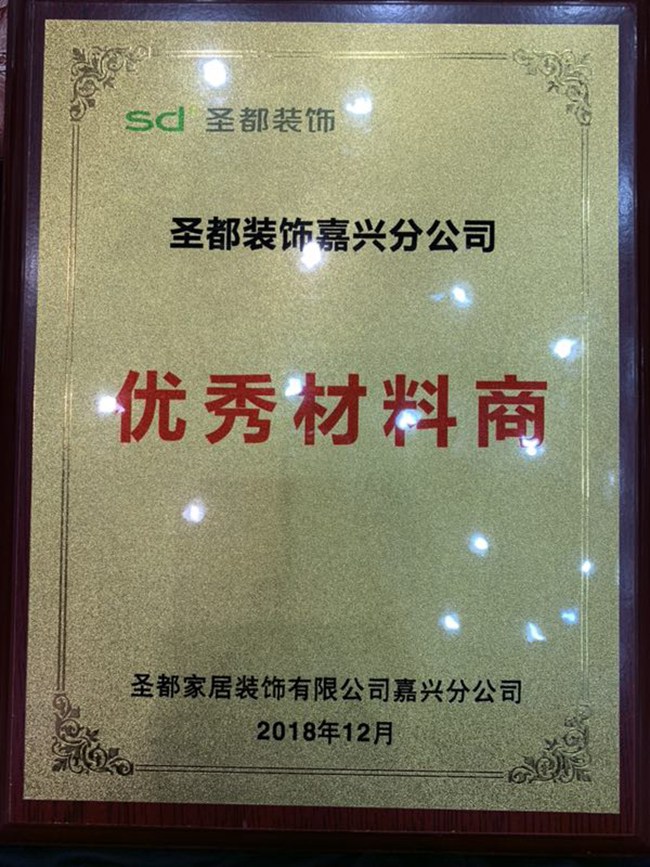 sd 圣都装饰
圣都装饰嘉兴分公司
优秀材料商
圣都家居装饰有限公司嘉兴分公司
2018年12月